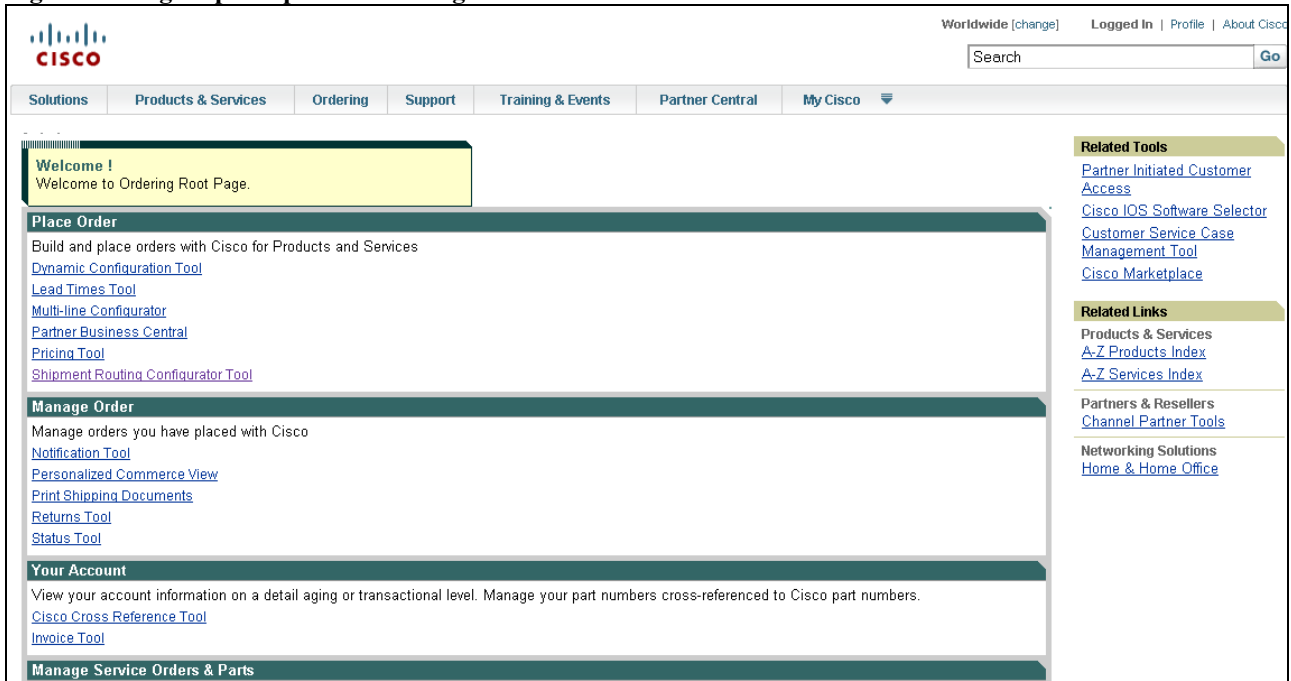 Worldwide [change] Logged In | Profile | About Cisco
CISCO
Search Go
Solutions Products & Services Ordering Support Training & Events Partner Central My Cisco
Welcome !
Welcome to Ordering Root Page.
Place Order
Build and place orders with Cisco for Products and Services
Dynamic Configuration Tool
Lead Times Tool
Multi-line Configurator
Partner Business Central
Pricing Tool
Shipment Routing Configurator Tool
Manage Order
Manage orders you have placed with Cisco
Notification Tool
Personalized Commerce View
Print Shipping Documents
Returns Tool
Status Tool
Your Account
View your account information on a detail aging or transactional level. Manage your part numbers cross-referenced to Cisco part numbers.
Cisco Cross Reference Tool
Invoice Tool
Manage Service Orders & Parts
Related Tools
Partner Initiated Customer
Access
Cisco IOS Software Selector
Customer Service Case
Management Tool
Cisco Marketplace
Related Links
Products & Services
A-Z Products Index
A-Z Services Index
Partners & Resellers
Channel Partner Tools
Networking Solutions
Home & Home Office